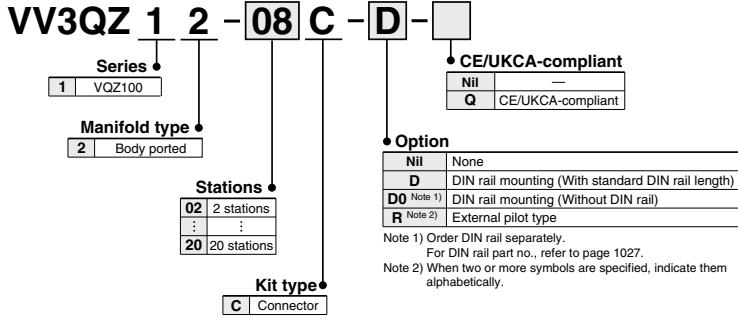 VV3QZ 1 2 - 08 C - D -
Series
1 VQZ100
Manifold type
2 Body ported
Stations
02 2 stations
⋮ ⋮
20 20 stations
Kit type
C Connector
CE/UKCA-compliant
Nil —
Q CE/UKCA-compliant
Option
Nil None
D DIN rail mounting (With standard DIN rail length)
D0 Note 1) DIN rail mounting (Without DIN rail)
R Note 2) External pilot type
Note 1) Order DIN rail separately.
For DIN rail part no., refer to page 1027.
Note 2) When two or more symbols are specified, indicate them
alphabetically.